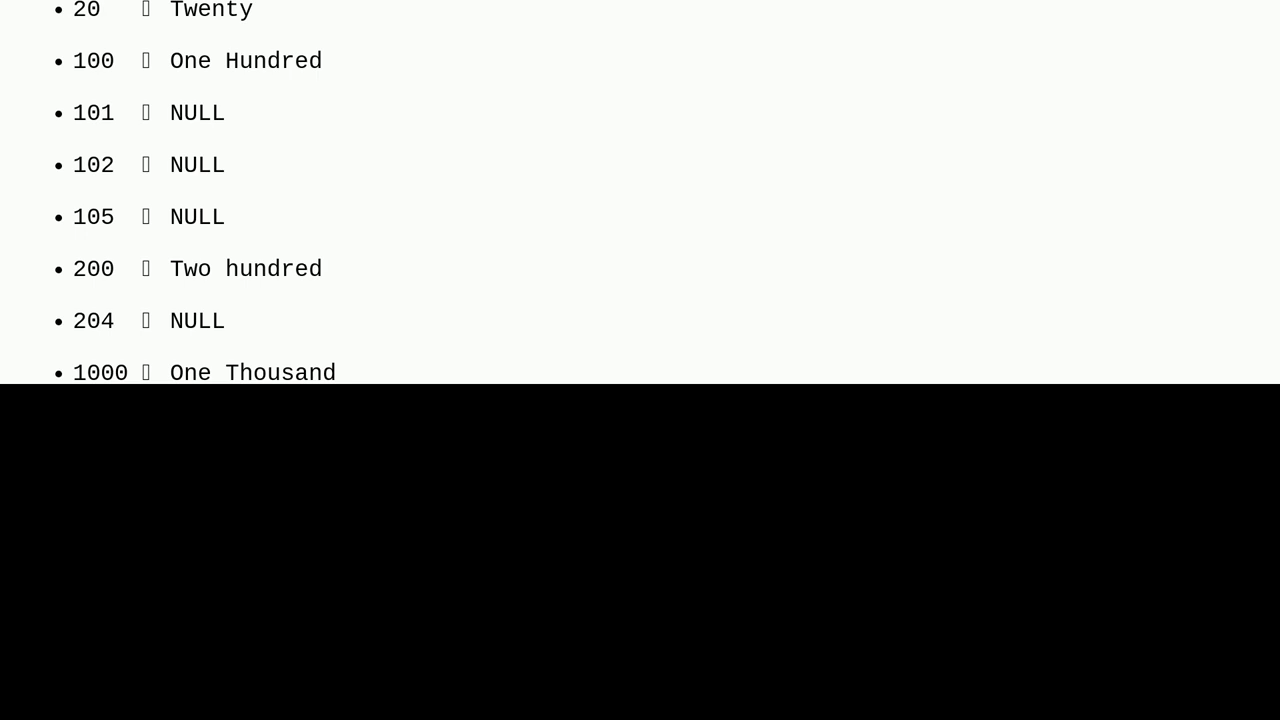 • 20 Twenty
• 100 One Hundred
• 101 NULL
• 102 NULL
• 105 NULL
• 200 Two hundred
• 204 NULL
• 1000 One Thousand